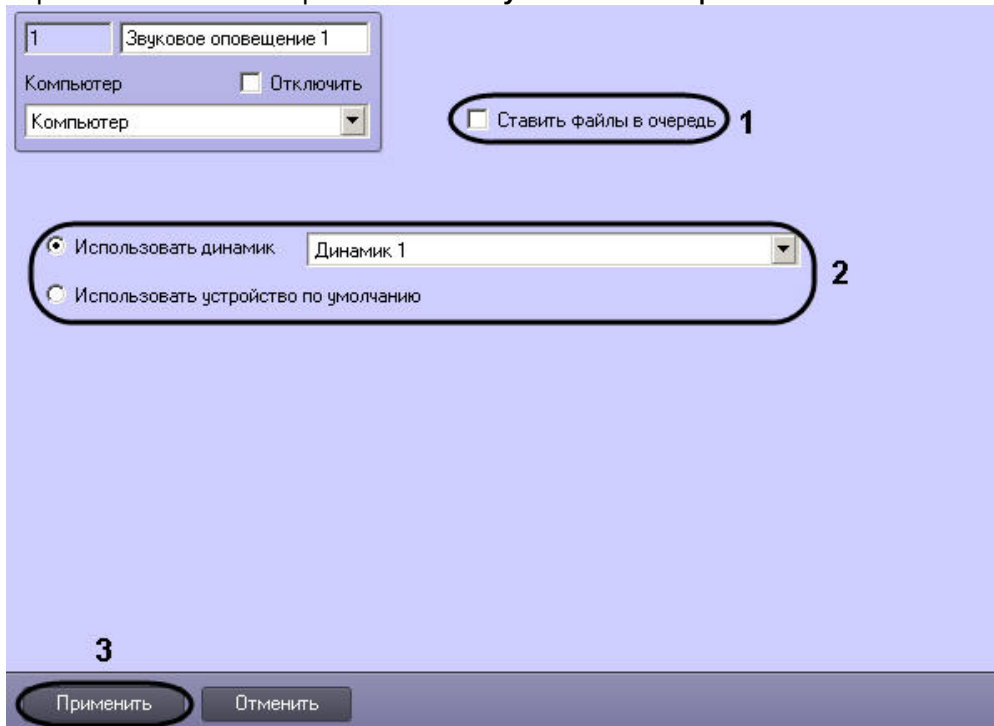 1 Звуковое оповещение 1
Компьютер Отключить
Компьютер
Ставить файлы в очередь 1
Использовать динамик Динамик 1
2
Использовать устройство по умолчанию
3
Применить Отменить